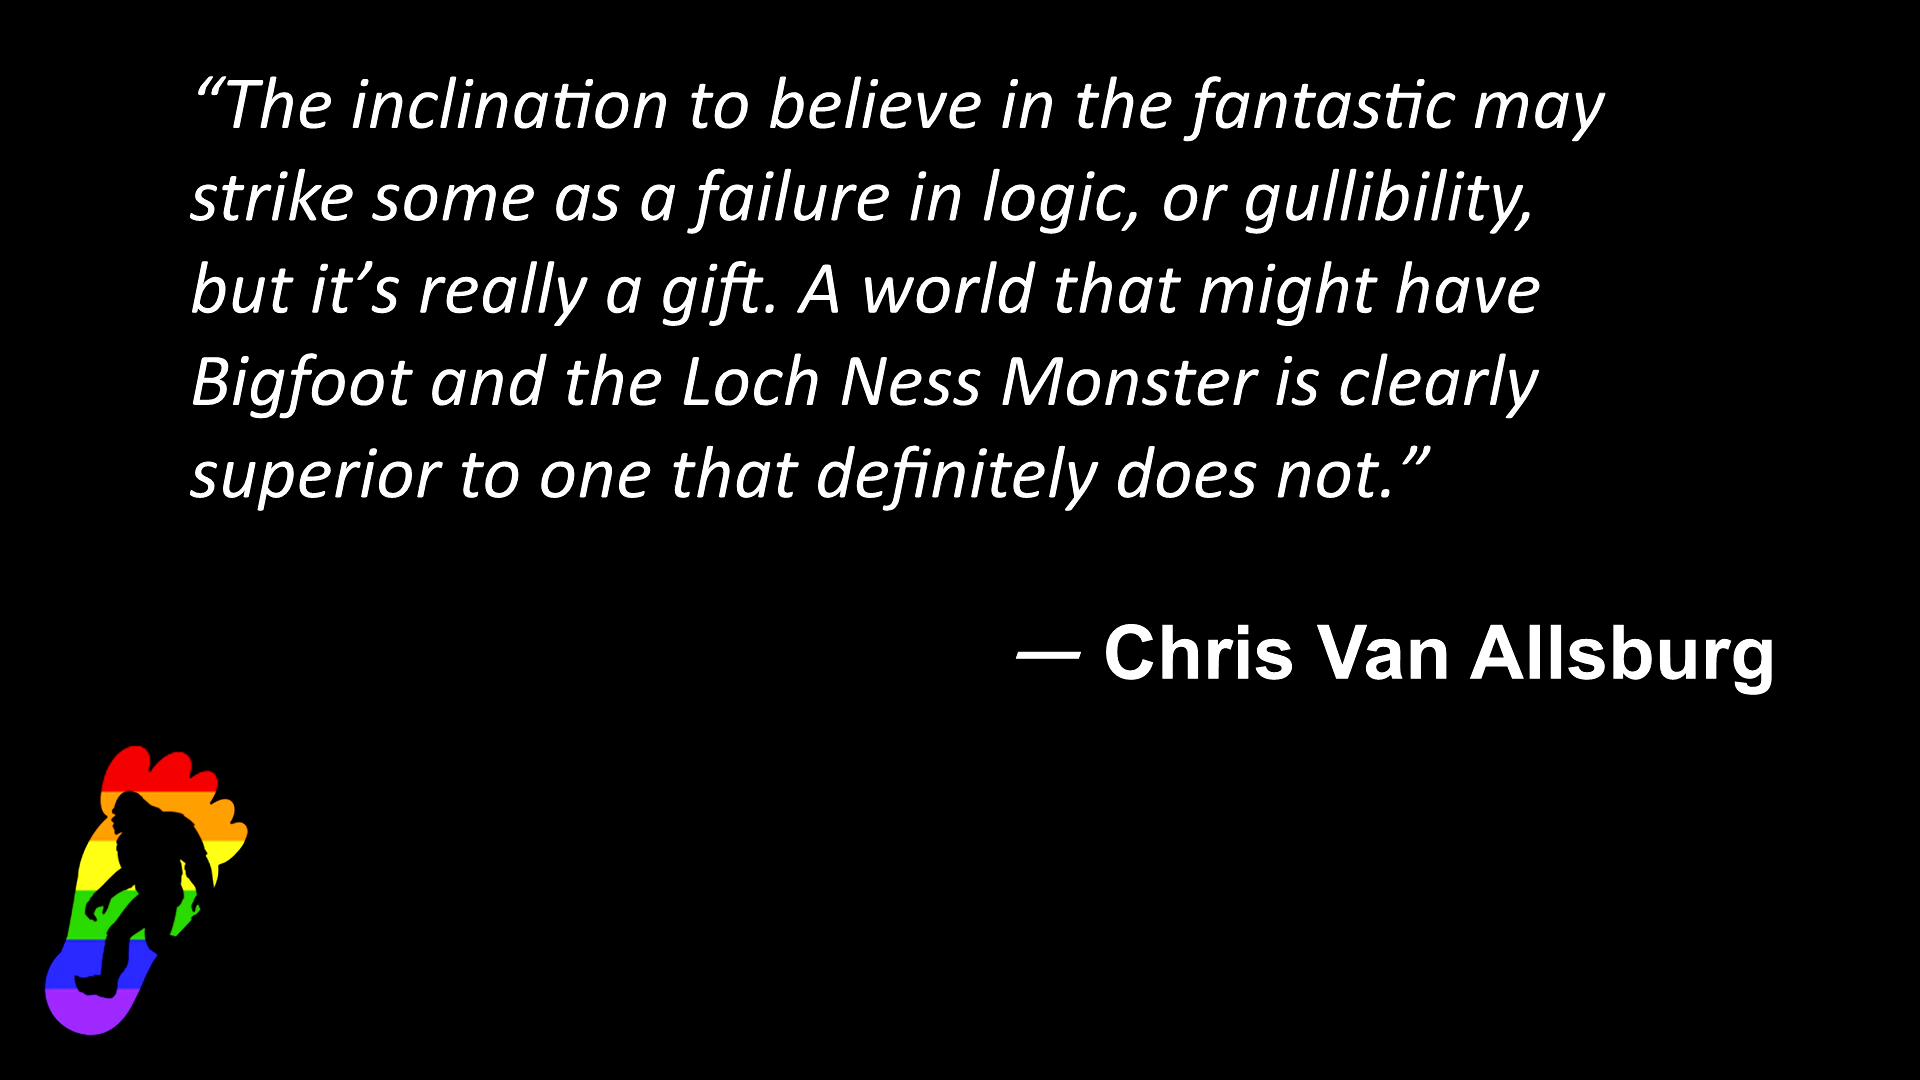 “The inclination to believe in the fantastic may
strike some as a failure in logic, or gullibility,
but it’s really a gift. A world that might have
Bigfoot and the Loch Ness Monster is clearly
superior to one that definitely does not.”
— Chris Van Allsburg